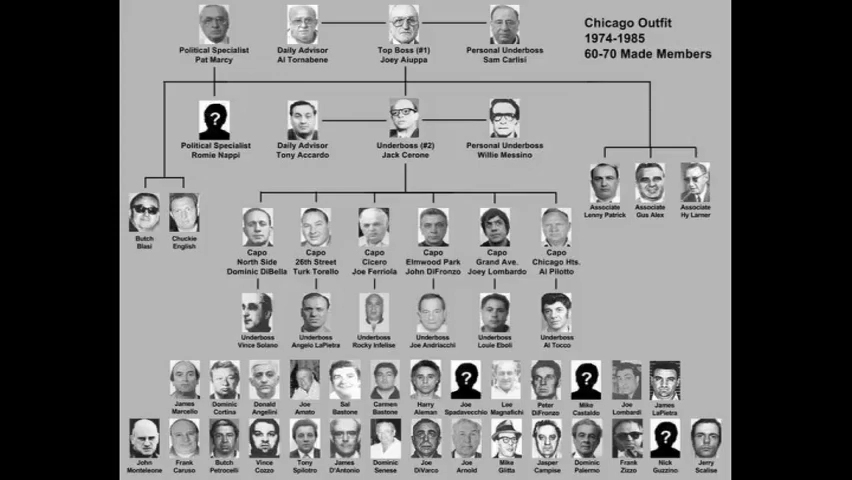 Chicago Outfit
1974-1985
60-70 Made Members
Political Specialist
Pat Marcy
Daily Advisor
Al Tornabene
Top Boss (#1)
Joey Aiuppa
Personal Underboss
Sam Carlisi
?
Political Specialist
Romie Nappi
Daily Advisor
Tony Accardo
Underboss (#2)
Jack Cerone
Personal Underboss
Willie Messino
Associate
Lenny Patrick
Associate
Gus Alex
Associate
Hy Larner
Butch
Blasi
Chuckie
English
Capo
North Side
Dominic DiBella
Capo
26th Street
Turk Torello
Capo
Cicero
Joe Ferriola
Capo
Elmwood Park
John DiFronzo
Capo
Grand Ave.
Joey Lombardo
Capo
Chicago Hts.
Al Pilotto
Underboss
Vince Solano
Underboss
Angelo LaPietra
Underboss
Rocky Infelise
Underboss
Joe Andriacchi
Underboss
Louie Eboli
Underboss
Al Tocco
?
?
James
Marcello
Dominic
Cortina
Donald
Angelini
Joe
Amato
Sal
Bastone
Carmen
Bastone
Harry
Aleman
Joe
Spadavecchio
Lee
Magnafichi
Peter
DiFronzo
Mike
Castaldo
Joe
Lombardi
James
LaPietra
?
John
Monteleone
Frank
Caruso
Butch
Petrocelli
Vince
Cozzo
Tony
Spilotro
James
D'Antonio
Dominic
Senese
Joe
DiVarco
Joe
Arnold
Mike
Glitta
Jasper
Campise
Dominic
Palermo
Frank
Zizzo
Nick
Guzzino
Jerry
Scalise